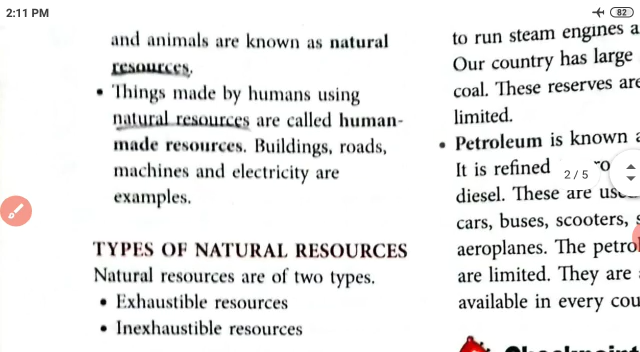 2:11 PM
82
and animals are known as natural
resources.
• Things made by humans using
natural resources are called human-
made resources. Buildings, roads,
machines and electricity are
examples.
TYPES OF NATURAL RESOURCES
Natural resources are of two types.
• Exhaustible resources
• Inexhaustible resources
to run steam engines a
Our country has large
coal. These reserves are
limited.
• Petroleum is known
It is refined
2/5
diesel. These are
cars, buses, scooters,
aeroplanes. The petrol
are limited. They are
available in every cou